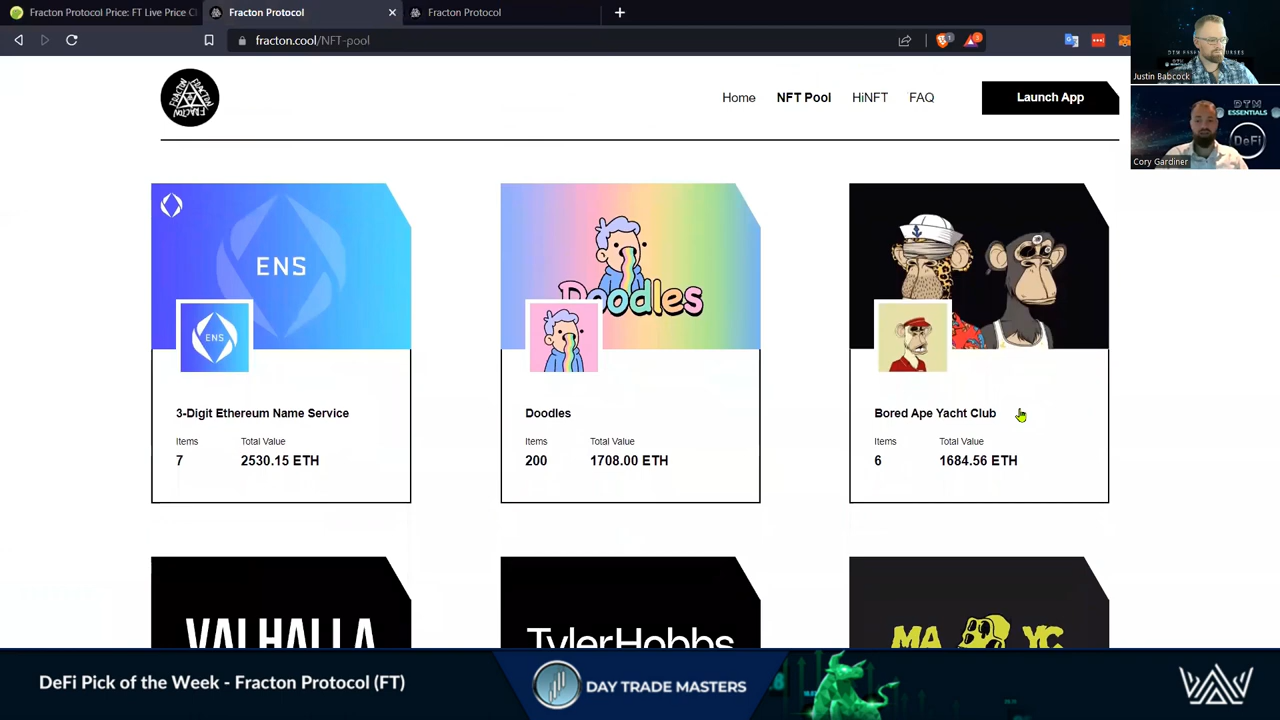 Fracton Protocol Price: FT Live Price C
Fracton Protocol
Fracton Protocol
fracton.cool/NFT-pool
Home
NFT Pool
HiNFT
FAQ
Launch App
Justin Babcock
DTM
ESSENTIALS
DeFi
Cory Gardiner
ENS
ENS
3-Digit Ethereum Name Service
Items
Total Value
7
2530.15 ETH
Doodles
Doodles
Items
Total Value
200
1708.00 ETH
Bored Ape Yacht Club
Items
Total Value
6
1684.56 ETH
VALHALLA
TylerHobbs
MA YC
DeFi Pick of the Week - Fracton Protocol (FT)
DAY TRADE MASTERS